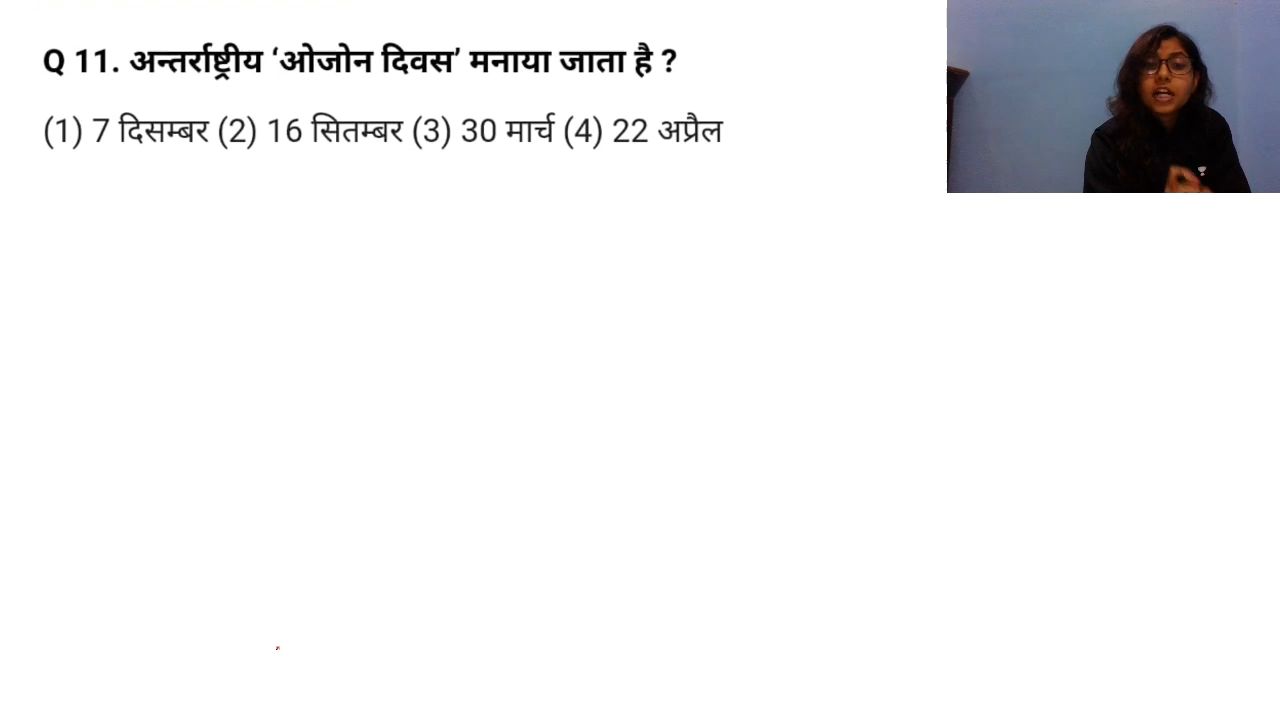 Q 11. अन्तर्राष्ट्रीय ‘ओजोन दिवस’ मनाया जाता है ?
(1) 7 दिसम्बर (2) 16 सितम्बर (3) 30 मार्च (4) 22 अप्रैल